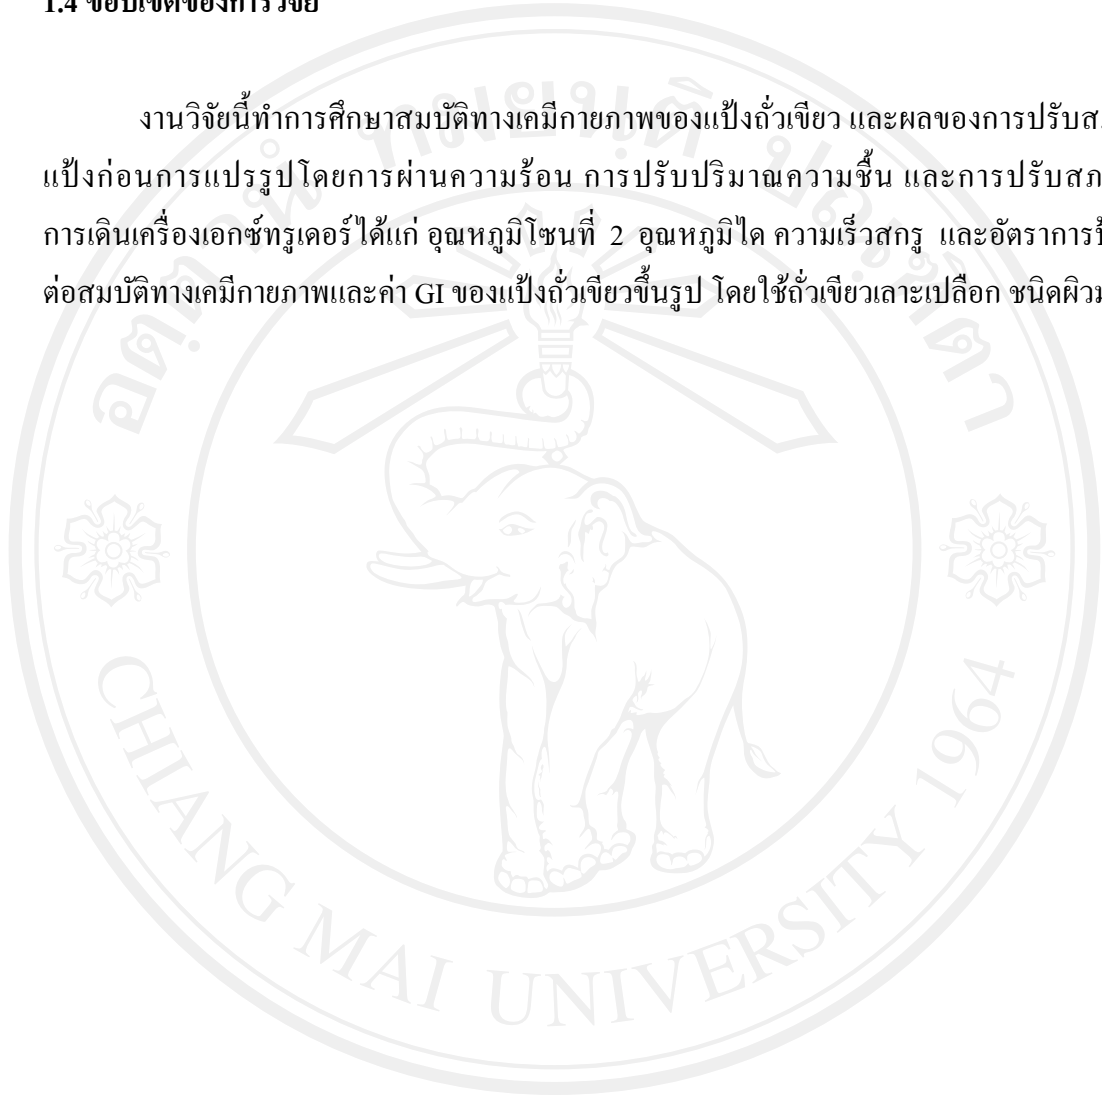 1.4 ขอบเขตของการวิจัย
งานวิจัยนี้ทำการศึกษาสมบัติทางเคมีกายภาพของแป้งถั่วเขียว และผลของการปรับส
แป้งก่อนการแปรรูปโดยการผ่านความร้อน การปรับปริมาณความชื้น และการปรับสภ
การเดินเครื่องเอกซ์ทรูเดอร์ได้แก่ อุณหภูมิโซนที่ 2 อุณหภูมิได ความเร็วสกรู และอัตราการ
ต่อสมบัติทางเคมีกายภาพและค่า GI ของแป้งถั่วเขียวขึ้นรูป โดยใช้ถั่วเขียวเลาะเปลือก ชนิดผิว
อตฺตานํ ทมยนฺติ ปณฺฑิตา
CHIANG MAI UNIVERSITY 1964